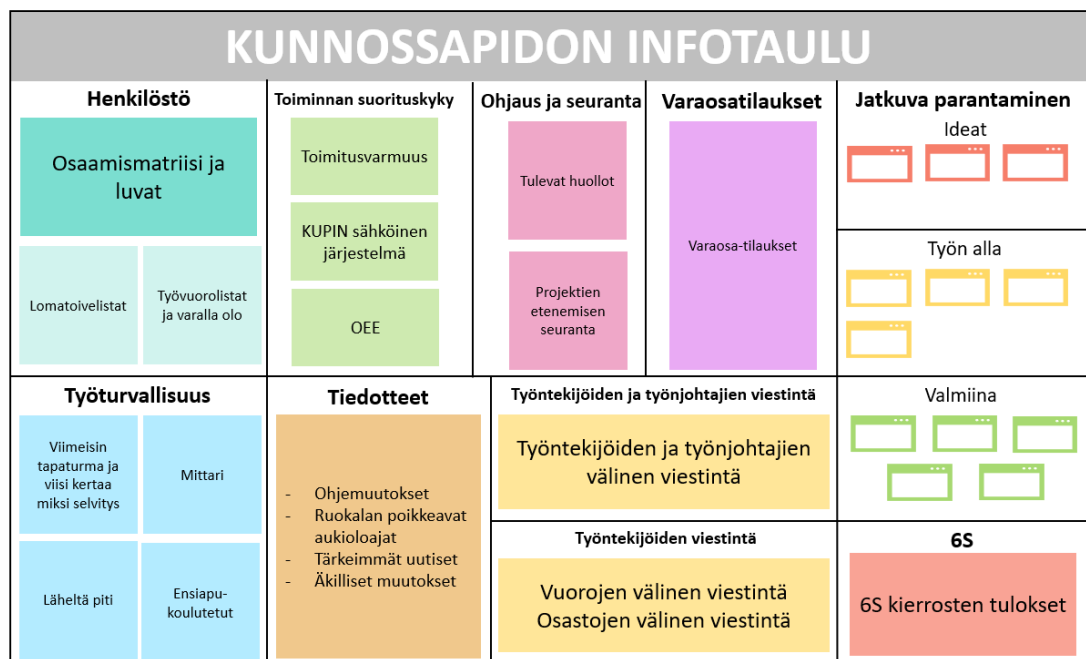 KUNNOSSAPIDON INFOTAULU
Henkilöstö
Osaamismatriisi ja
luvat
Lomatoivelistat
Työvuorolistat
ja varalla olo
Toiminnan suorituskyky
Toimitusvarmuus
KUPIN sähköinen
järjestelmä
OEE
Ohjaus ja seuranta
Tulevat huollot
Projektien
etenemisen
seuranta
Varaosatilaukset
Varaosa-tilaukset
Jatkuva parantaminen
Ideat
Työn alla
Valmiina
Työturvallisuus
Viimeisin
tapaturma ja
viisi kertaa
miksi selvitys
Mittari
Läheltä piti
Ensiapu-
koulutetut
Tiedotteet
- Ohjemuutokset
- Ruokalan poikkeavat
aukioloajat
- Tärkeimmät uutiset
- Äkilliset muutokset
Työntekijöiden ja työnjohtajien viestintä
Työntekijöiden ja työnjohtajien
välinen viestintä
Työntekijöiden viestintä
Vuorojen välinen viestintä
Osastojen välinen viestintä
6S
6S kierrosten tulokset